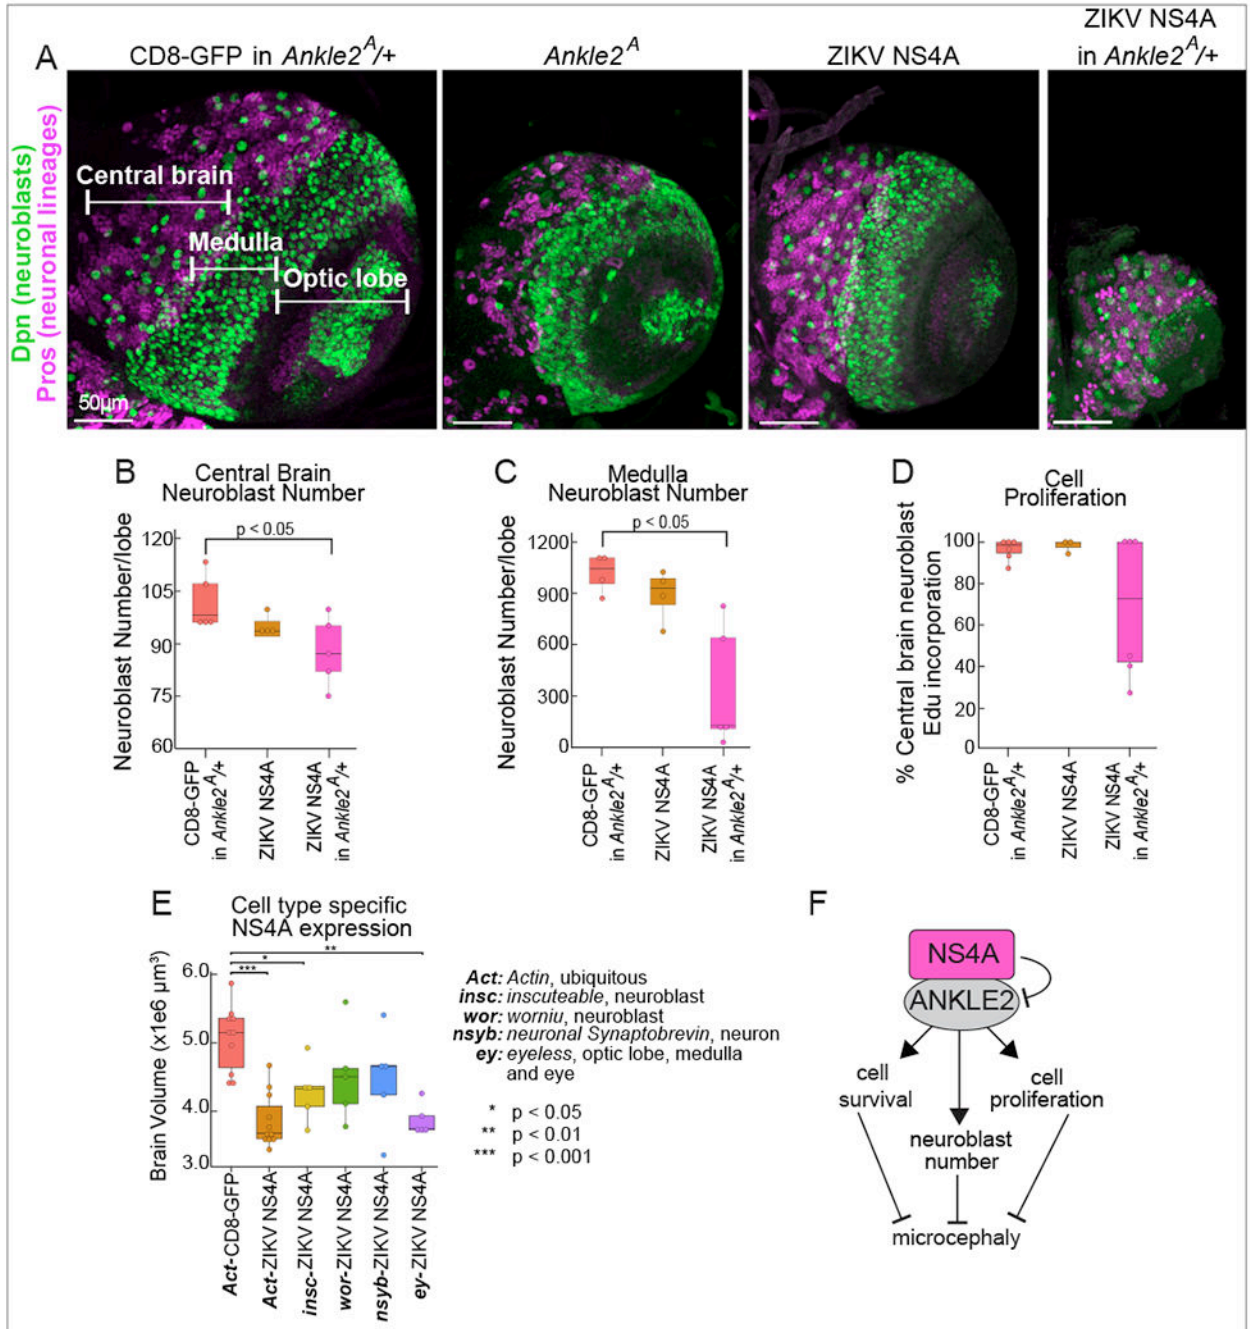 A
CD8-GFP in Ankle2^A/+
Ankle2^A
ZIKV NS4A
ZIKV NS4A
in Ankle2^A/+
Dpn (neuroblasts)
Pros (neuronal lineages)
Central brain
Medulla
Optic lobe
50µm
B
Central Brain
Neuroblast Number
p < 0.05
Neuroblast Number/lobe
120
105
90
75
60
CD8-GFP
in Ankle2^A/+
ZIKV NS4A
ZIKV NS4A
in Ankle2^A/+
C
Medulla
Neuroblast Number
p < 0.05
Neuroblast Number/lobe
1200
900
600
300
0
CD8-GFP
in Ankle2^A/+
ZIKV NS4A
ZIKV NS4A
in Ankle2^A/+
D
Cell
Proliferation
% Central brain neuroblast
Edu incorporation
100
80
60
40
20
0
CD8-GFP
in Ankle2^A/+
ZIKV NS4A
ZIKV NS4A
in Ankle2^A/+
E
Cell type specific
NS4A expression
**
*
***
Brain Volume (x1e6 µm³)
6.0
5.0
4.0
3.0
Act-CD8-GFP
Act-ZIKV NS4A
insc-ZIKV NS4A
wor-ZIKV NS4A
nsyb-ZIKV NS4A
ey-ZIKV NS4A
Act: Actin, ubiquitous
insc: inscuteable, neuroblast
wor: worniu, neuroblast
nsyb: neuronal Synaptobrevin, neuron
ey: eyeless, optic lobe, medulla
and eye
* p < 0.05
** p < 0.01
*** p < 0.001
F
NS4A
ANKLE2
cell
survival
cell
proliferation
neuroblast
number
microcephaly